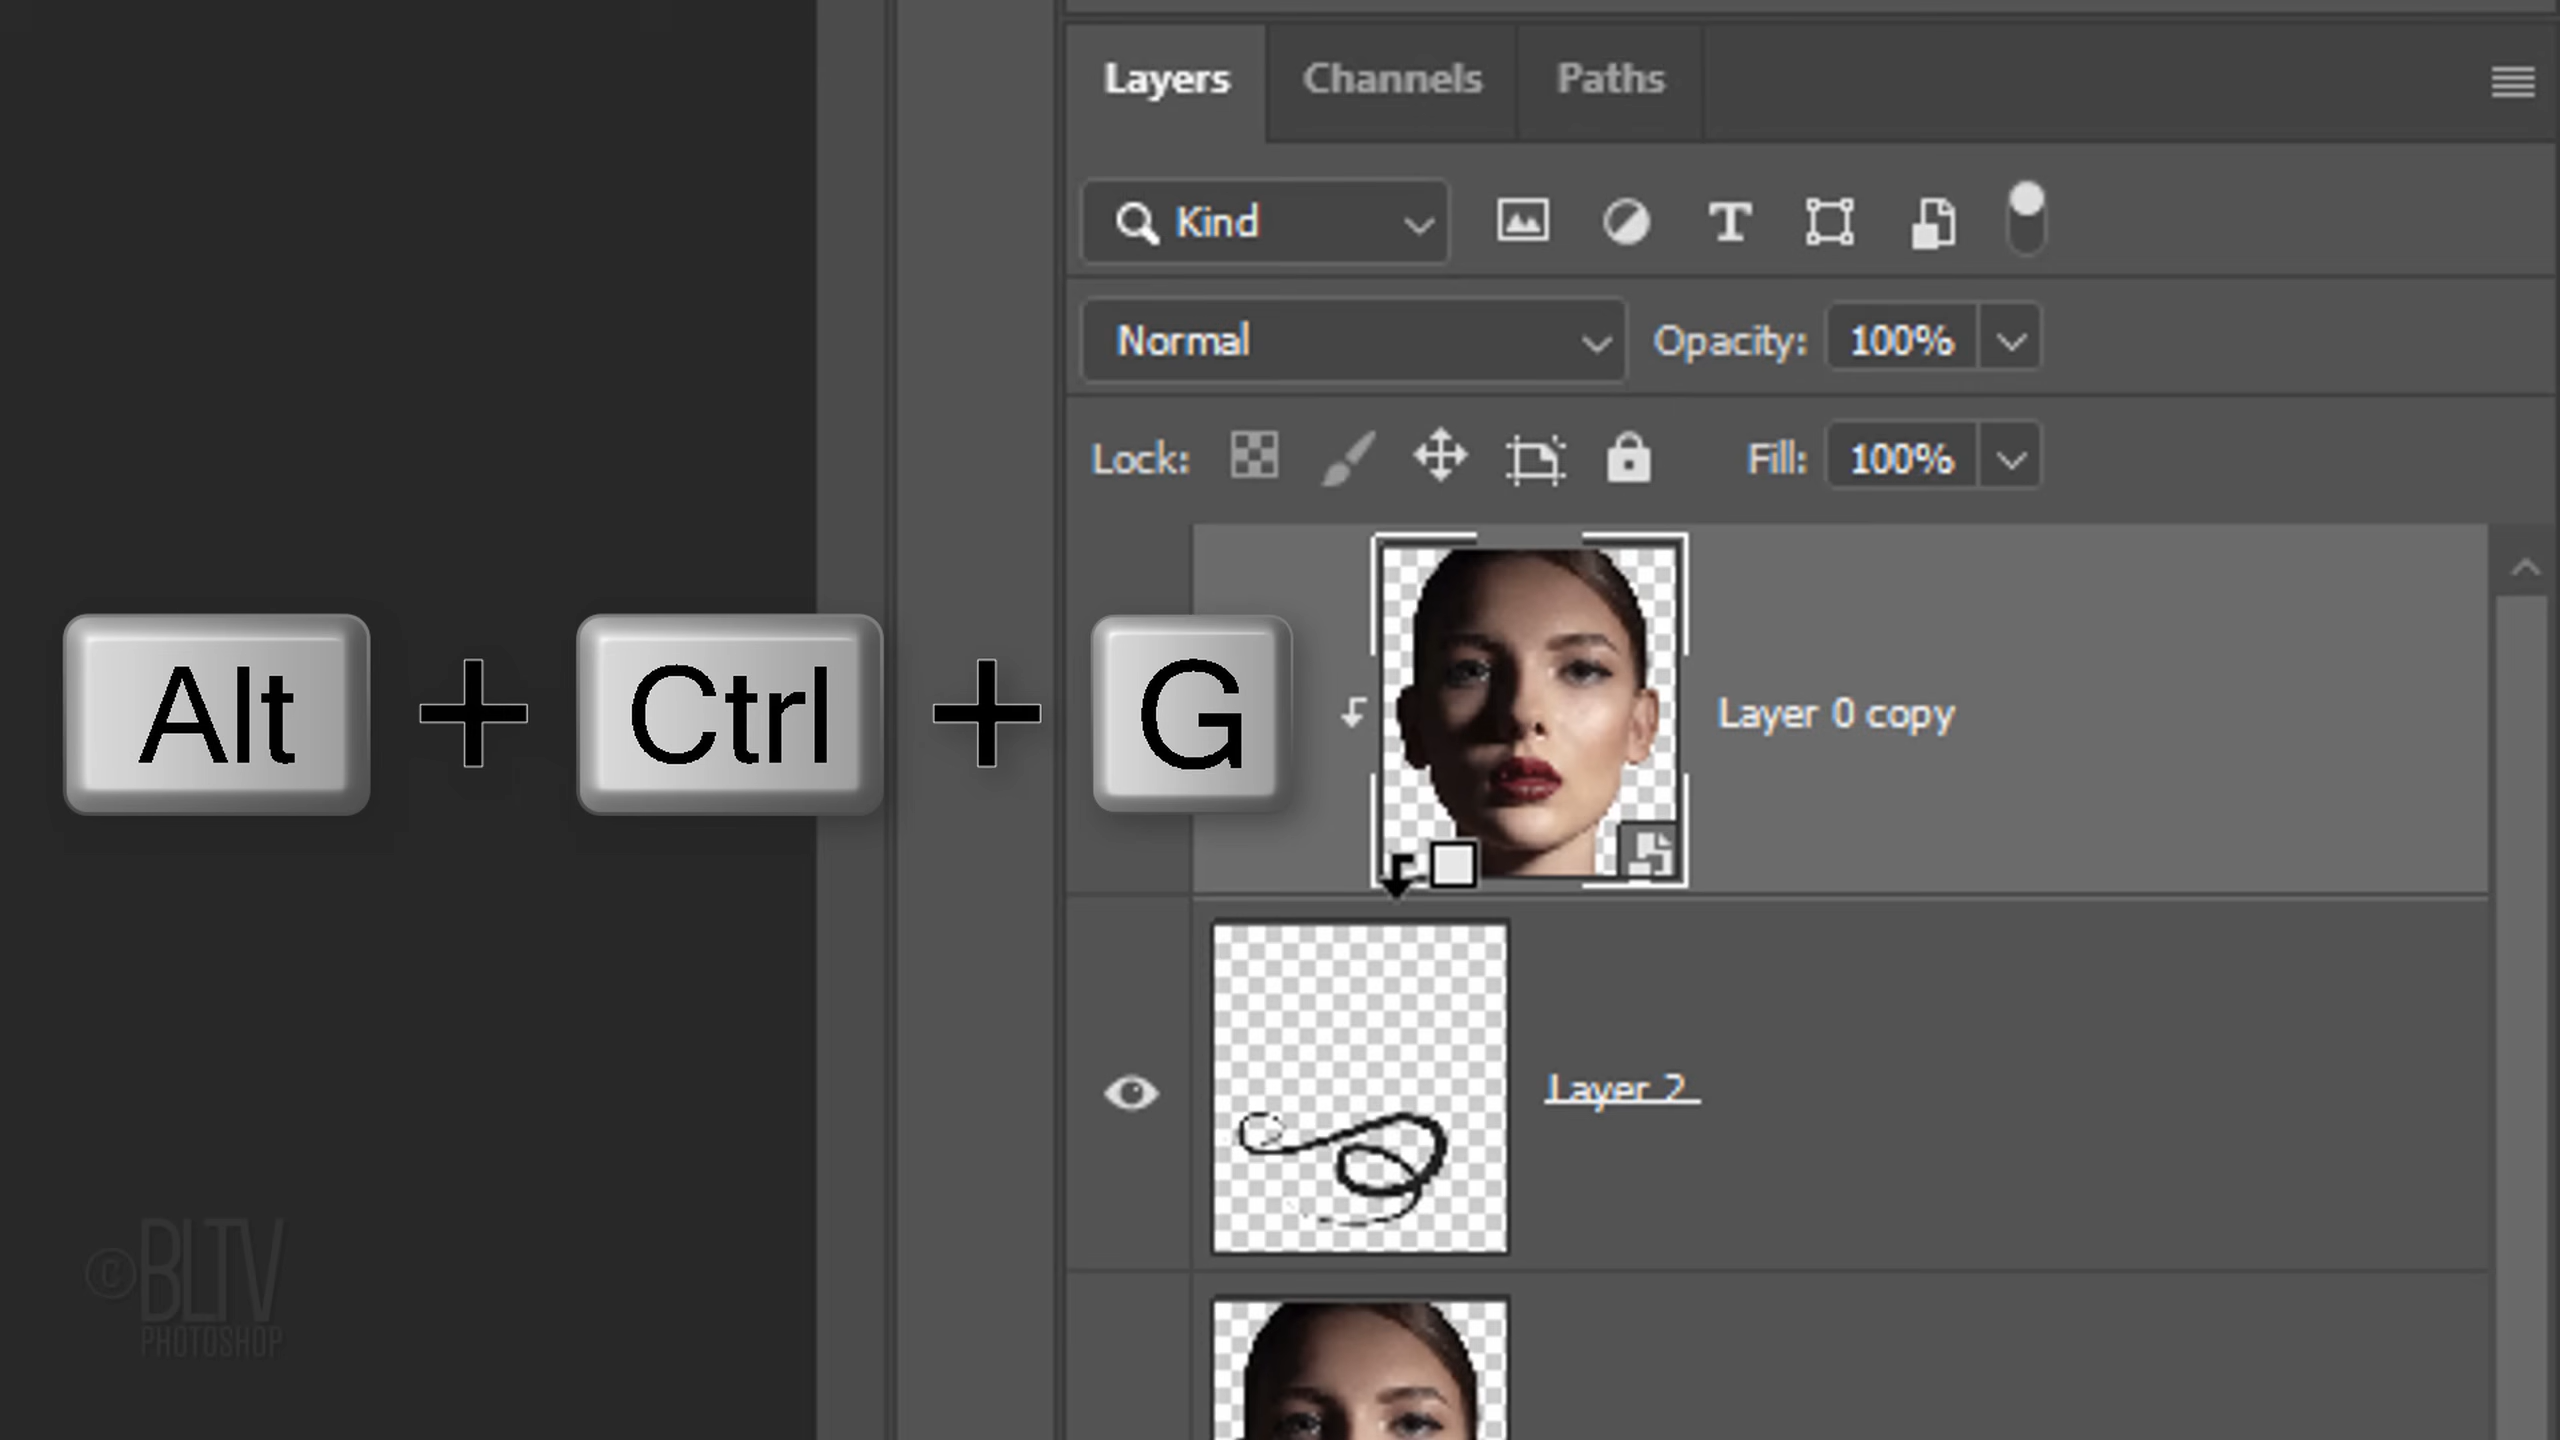 Layers Channels Paths
Kind T
Normal Opacity: 100%
Lock: Fill: 100%
Alt + Ctrl + G
Layer 0 copy
Layer 2
©BLTV
PHOTOSHOP